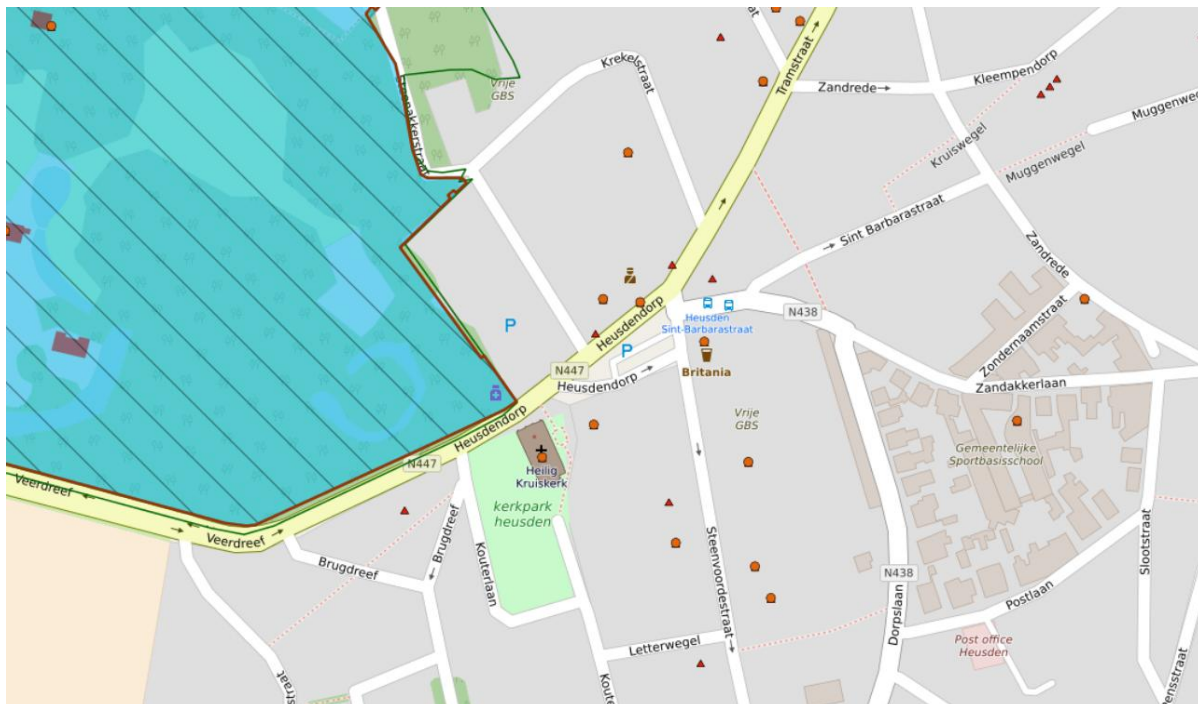 Krekelstraat
Vrije
GBS
Tramstraat
Zandrede
Kleempendorp
Muggenwegel
Kruiswegel
Muggenwegel
Sint Barbarastraat
Zandrede
Heusdendorp
Heusden
Sint-Barbarastraat
N438
P
P
Britania
N447
Heusdendorp
Zondernaamstraat
Zandakkerlaan
Heusdendorp
N447
Vrije
GBS
Gemeentelijke
Sportbasisschool
Heilig
Kruiskerk
kerkpark
heusden
Veerdreef
Veerdreef
Brugdreef
Brugdreef
Kouterlaan
Steenvoordestraat
N438
Slootstraat
Postlaan
Dorpslaan
Letterwegel
Post office
Heusden